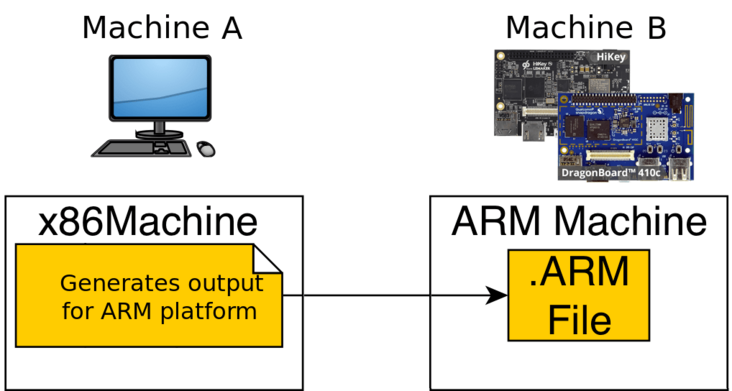 Machine A
Machine B
HiKey
DragonBoard™ 410c
x86Machine
Generates output
for ARM platform
ARM Machine
.ARM
File